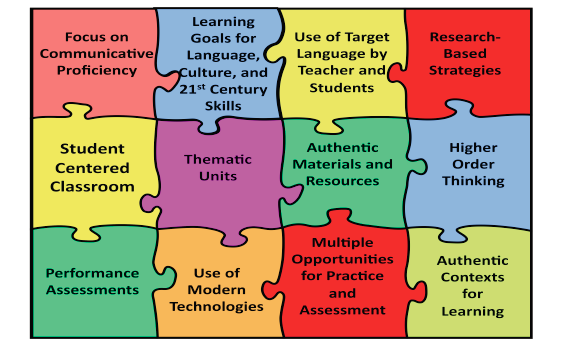 Focus on
Communicative
Proficiency
Learning
Goals for
Language,
Culture, and
21st Century
Skills
Use of Target
Language by
Teacher and
Students
Research-
Based
Strategies
Student
Centered
Classroom
Thematic
Units
Authentic
Materials and
Resources
Higher
Order
Thinking
Performance
Assessments
Use of
Modern
Technologies
Multiple
Opportunities
for Practice
and
Assessment
Authentic
Contexts
for
Learning